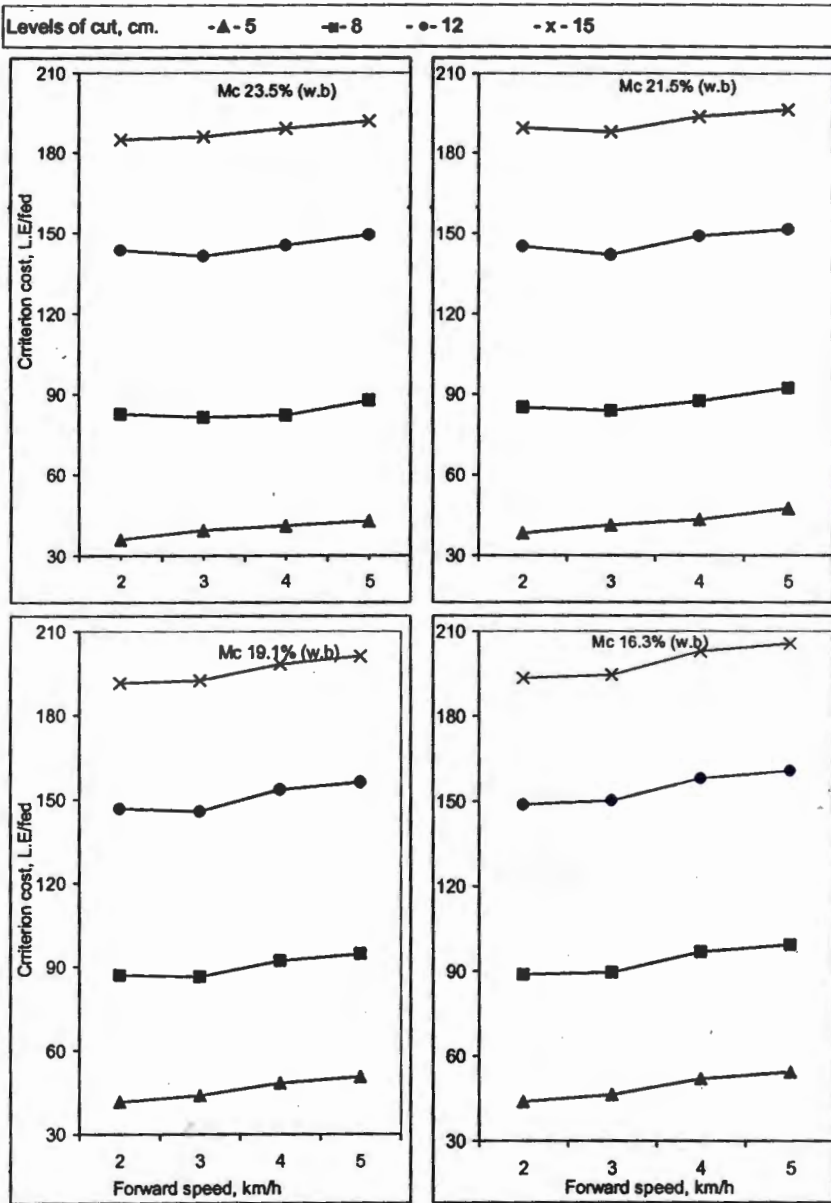 Levels of cut, cm. -▲- 5 -■- 8 -●- 12 -x- 15
Mc 23.5% (w.b)
210
180
150
120
90
60
30
Crriterion cost, L.E/fed
2 3 4 5
Mc 21.5% (w.b)
210
180
150
120
90
60
30
2 3 4 5
Mc 19.1% (w.b)
210
180
150
120
90
60
30
Crriterion cost, L.E/fed
2 3 4 5
Forward speed, km/h
Mc 16.3% (w.b)
210
180
150
120
90
60
30
2 3 4 5
Forward speed, km/h